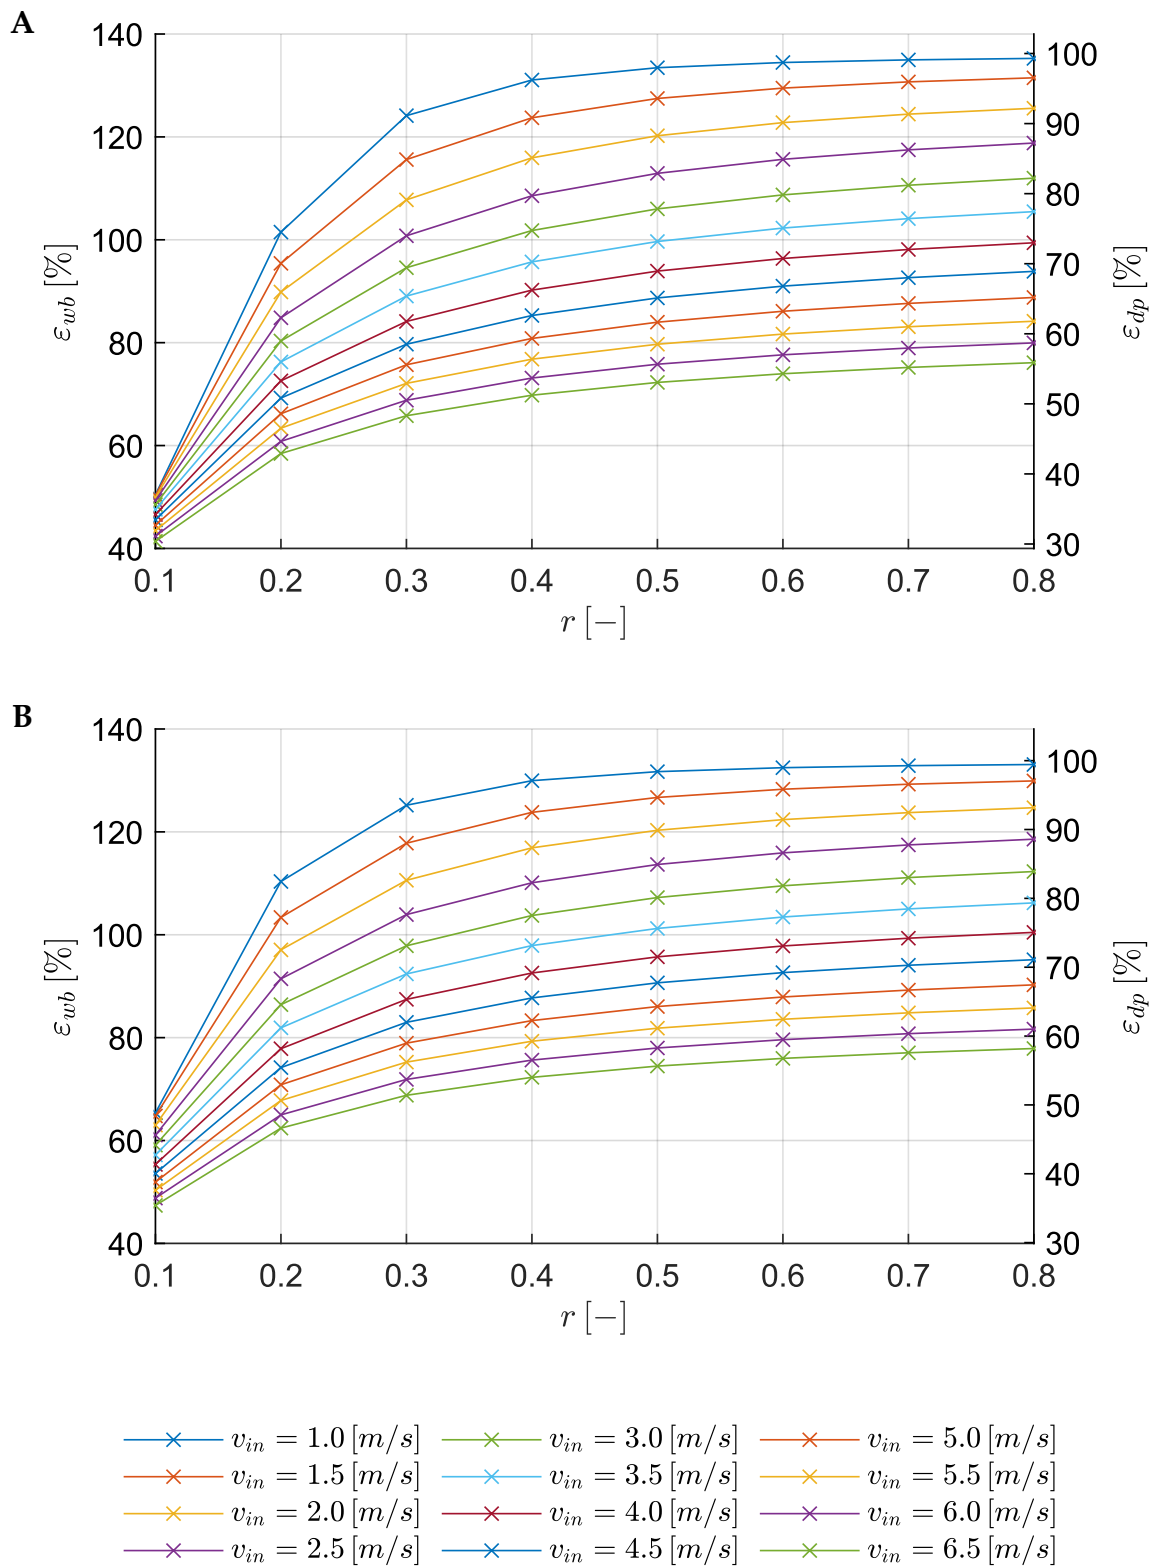 A
140
120
100
80
60
40
ε_wb [%]
100
90
80
70
60
50
40
30
ε_dp [%]
0.1 0.2 0.3 0.4 0.5 0.6 0.7 0.8
r [−]
B
140
120
100
80
60
40
ε_wb [%]
100
90
80
70
60
50
40
30
ε_dp [%]
0.1 0.2 0.3 0.4 0.5 0.6 0.7 0.8
r [−]
v_in = 1.0 [m/s] v_in = 3.0 [m/s] v_in = 5.0 [m/s]
v_in = 1.5 [m/s] v_in = 3.5 [m/s] v_in = 5.5 [m/s]
v_in = 2.0 [m/s] v_in = 4.0 [m/s] v_in = 6.0 [m/s]
v_in = 2.5 [m/s] v_in = 4.5 [m/s] v_in = 6.5 [m/s]